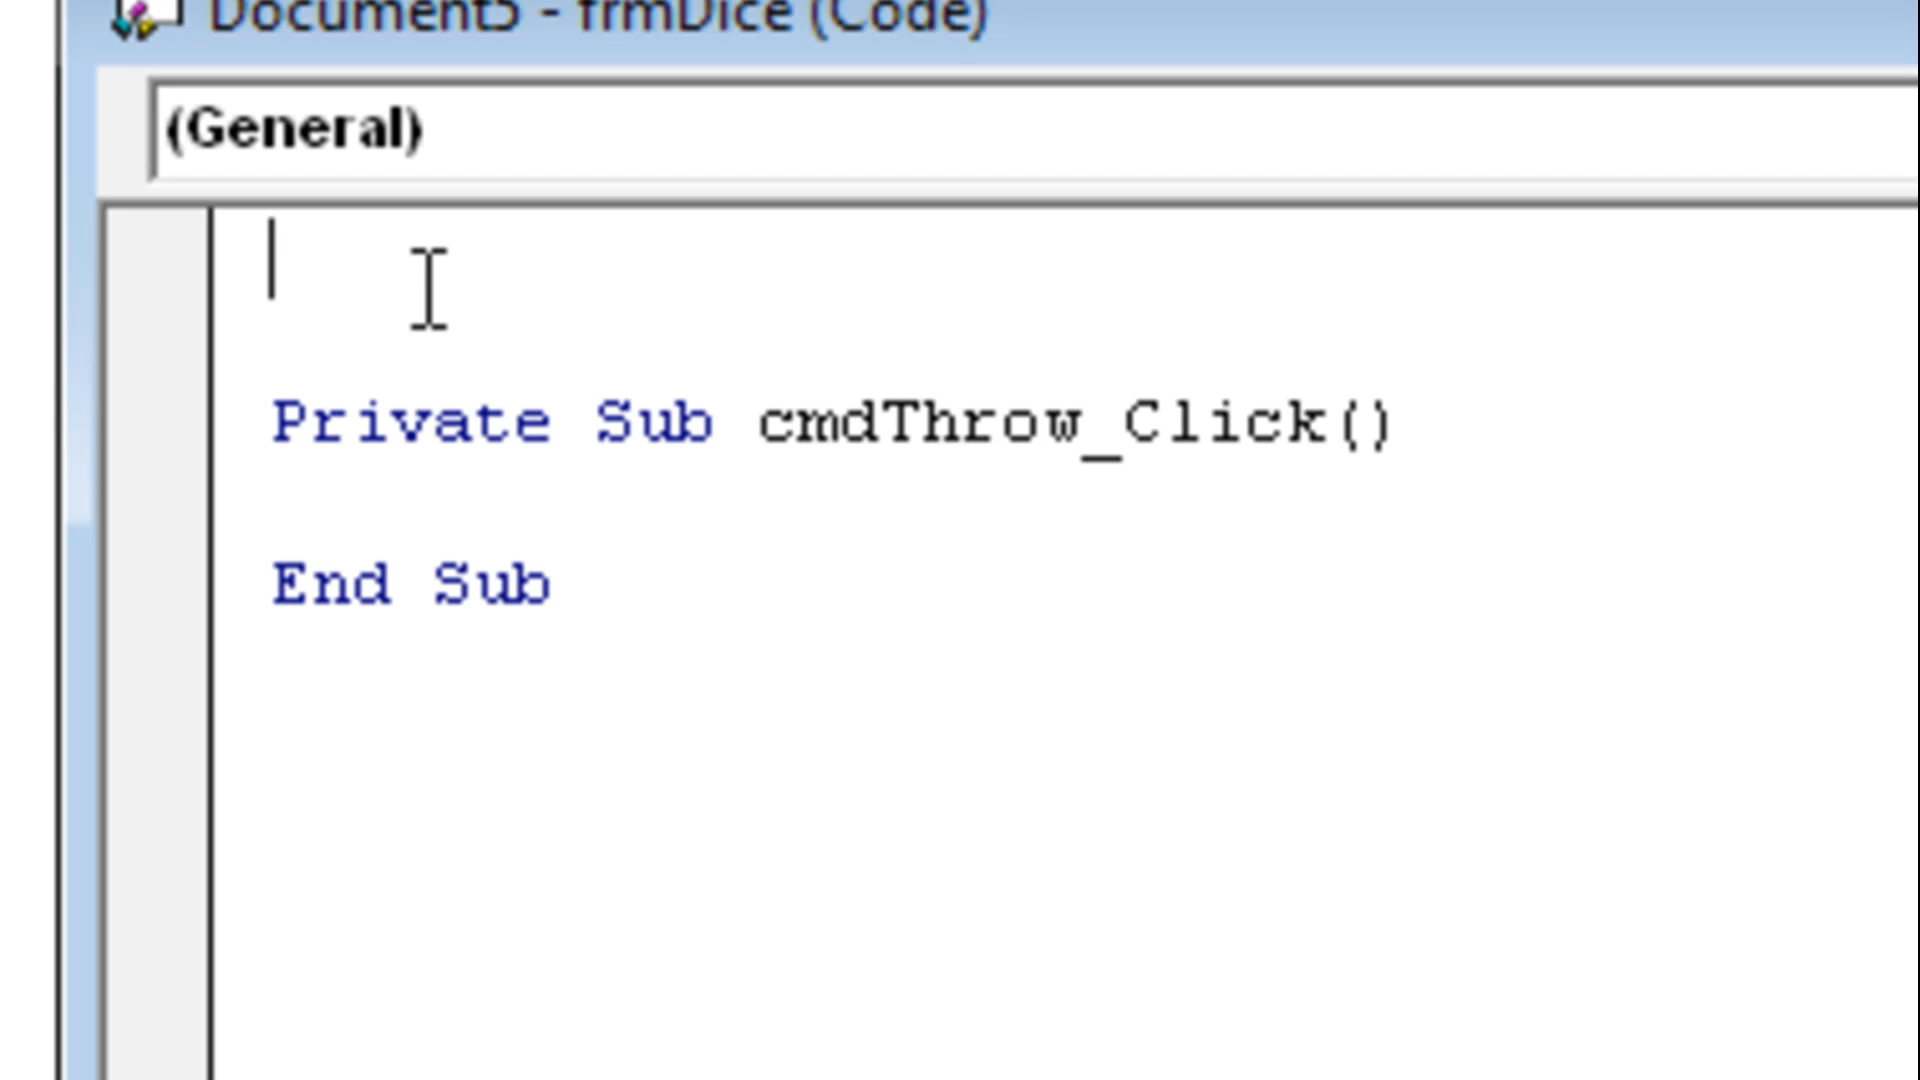 Document5 - frmDice (Code)
(General)
Private Sub cmdThrow_Click()
End Sub